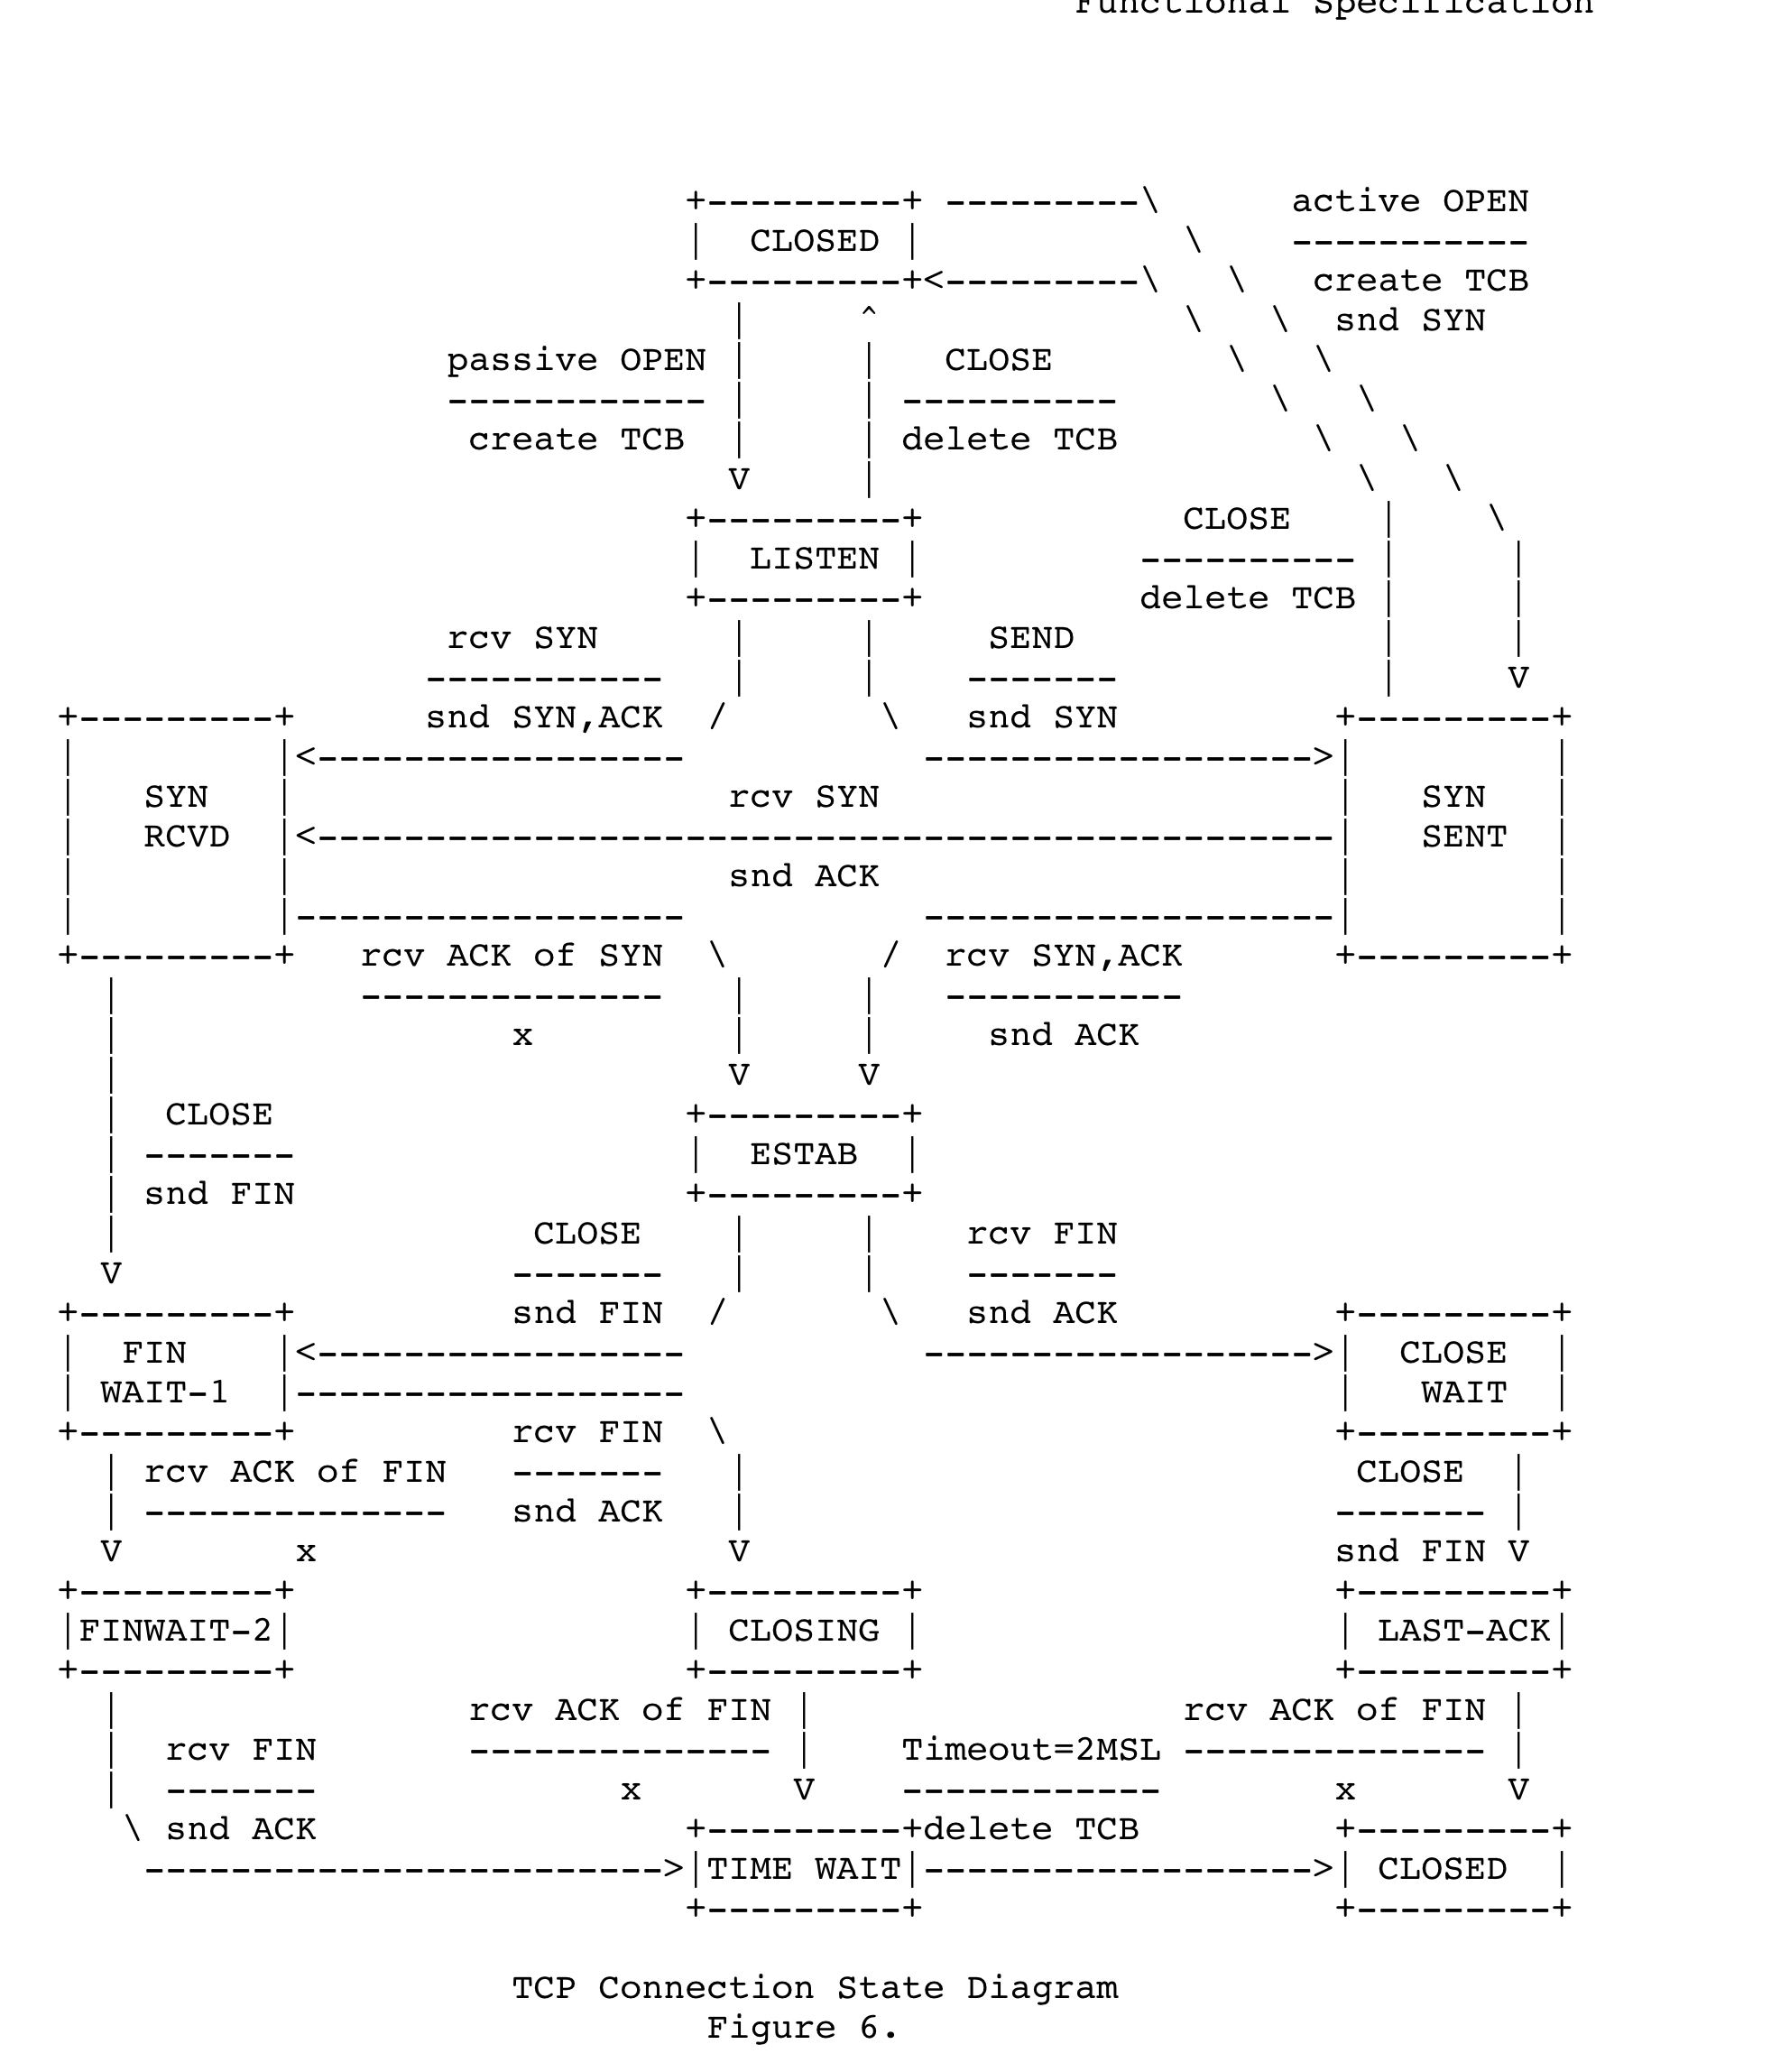 Functional Specification
+---------+ ---------\      active OPEN
|  CLOSED |            \    -----------
+---------+<---------\   \   create TCB
  |     ^              \   \  snd SYN
passive OPEN |     |   CLOSE        \   \
------------ |     | ----------       \   \
create TCB  |     | delete TCB         \   \
V     |                      \   \
+---------+            CLOSE    |    \
|  LISTEN |          ---------- |     |
+---------+          delete TCB |     |
rcv SYN      |     |     SEND              |     |
-----------   |     |    -------            |     V
+---------+      snd SYN,ACK  /       \   snd SYN          +---------+
|         |<-----------------           ------------------>|         |
|   SYN   |                    rcv SYN                     |   SYN   |
|   RCVD  |<-----------------------------------------------|   SENT  |
|         |                    snd ACK                     |         |
|         |------------------           -------------------|         |
+---------+   rcv ACK of SYN  \       /  rcv SYN,ACK       +---------+
|           --------------   |     |   -----------
|                  x         |     |     snd ACK
|                            V     V
|  CLOSE                   +---------+
| -------                  |  ESTAB  |
| snd FIN                  +---------+
|                   CLOSE    |     |    rcv FIN
V                  -------   |     |    -------
+---------+          snd FIN  /       \   snd ACK          +---------+
|  FIN    |<-----------------           ------------------>|  CLOSE  |
| WAIT-1  |------------------                              |   WAIT  |
+---------+          rcv FIN  \                            +---------+
| rcv ACK of FIN   -------   |                            CLOSE  |
| --------------   snd ACK   |                           ------- |
V        x                   V                           snd FIN V
+---------+                  +---------+                   +---------+
|FINWAIT-2|                  | CLOSING |                   | LAST-ACK|
+---------+                  +---------+                   +---------+
|                rcv ACK of FIN |                 rcv ACK of FIN |
|  rcv FIN       -------------- |    Timeout=2MSL -------------- |
|  -------              x       V    ------------        x       V
\ snd ACK                 +---------+delete TCB         +---------+
------------------------>|TIME WAIT|------------------>| CLOSED  |
+---------+                   +---------+
TCP Connection State Diagram
Figure 6.